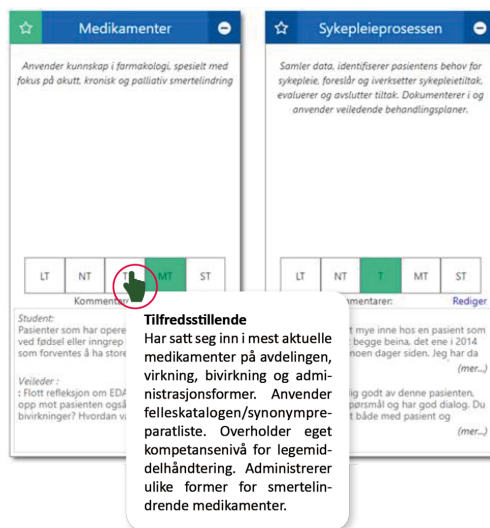 Medikamenter
Anvender kunnskap i farmakologi, spesielt med
fokus på akutt, kronisk og palliativ smertelindring
LT NT T MT ST
Kommentarer
Student:
Pasienter som har opere
ved fødsel eller inngrep
som forventes å ha store
Veileder :
: Flott refleksjon om EDA
opp mot pasienten også
bivirkninger? Hvordan va
Tilfredsstillende
Har satt seg inn i mest aktuelle
medikamenter på avdelingen,
virkning, bivirkning og admi-
nistrasjonsformer. Anvender
felleskatalogen/synonympre-
paratliste. Overholder eget
kompetansenivå for legemid-
delhåndtering. Administrerer
ulike former for smertelin-
drende medikamenter.
Sykepleieprosessen
Samler data, identifiserer pasientens behov for
sykepleie, foreslår og iverksetter sykepleietiltak,
evaluerer og avslutter tiltak. Dokumenterer i og
anvender veiledende behandlingsplaner.
LT NT T MT ST
mentarer: Rediger
t mye inne hos en pasient som
begge beina, det ene i 2014
noen dager siden. Jeg har da
(mer...)
lig godt av denne pasienten,
pørsmål og har god dialog. Du
t både med pasient og
(mer...)